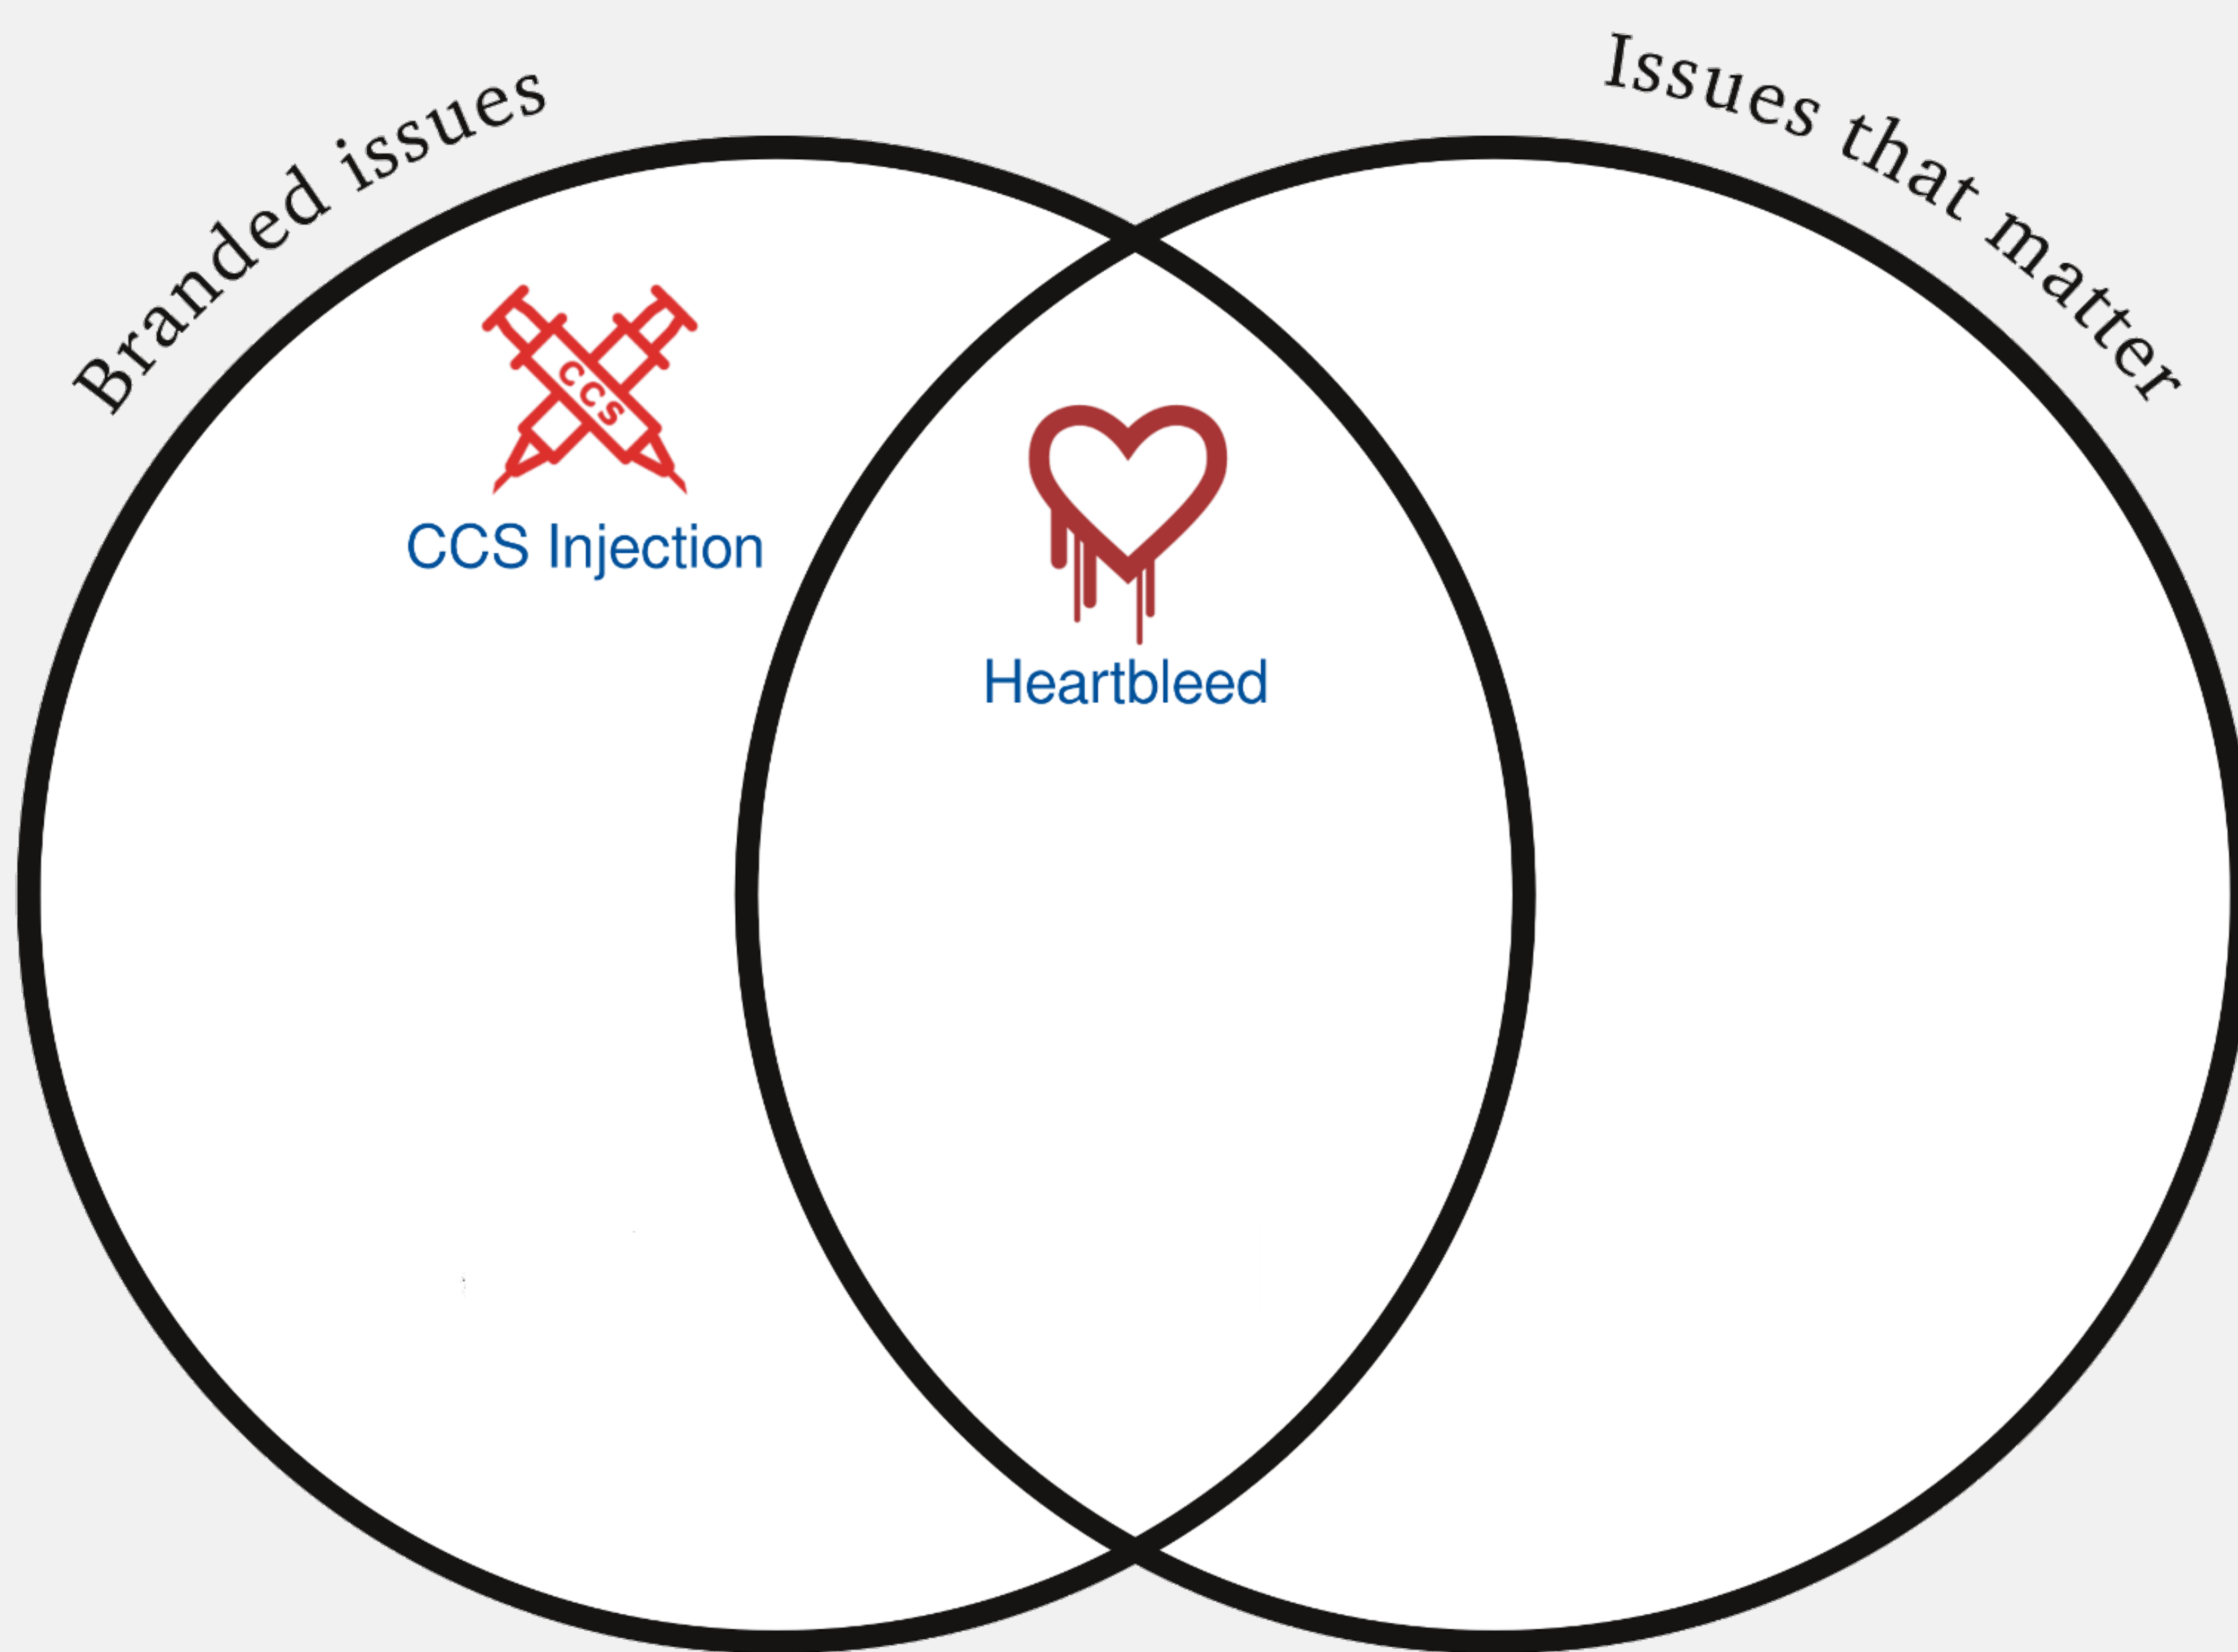 Branded issues
Issues that matter
CCS
CCS Injection
Heartbleed